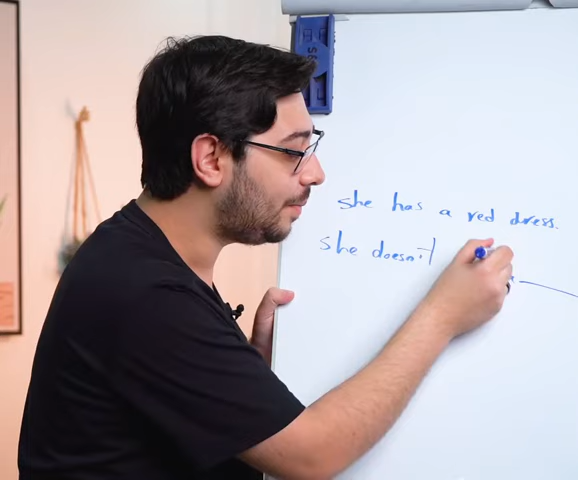 she has a red dress.
she doesn't